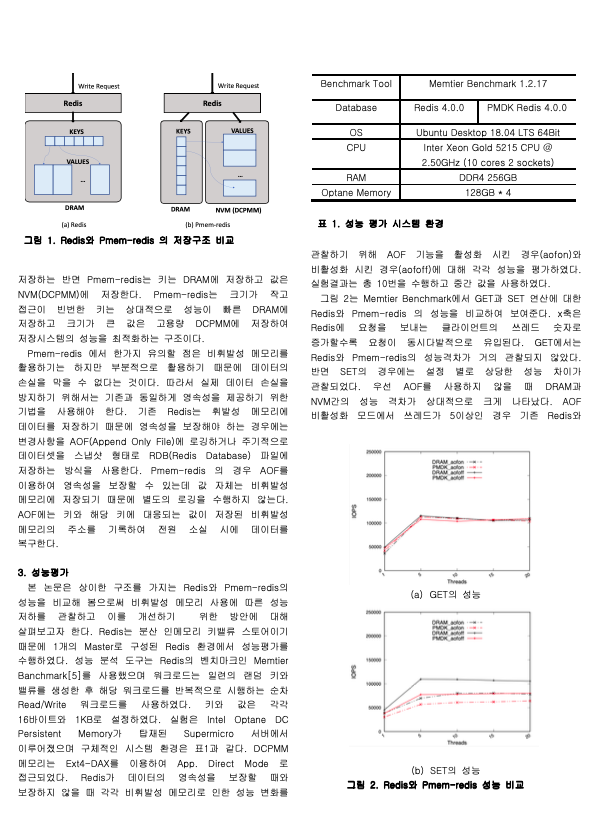 Write Request
Redis
KEYS
VALUES
...
DRAM
(a) Redis
Write Request
Redis
KEYS
VALUES
...
DRAM
NVM (DCPMM)
(b) Pmem-redis
그림 1. Redis와 Pmem-redis 의 저장구조 비교
저장하는 반면 Pmem-redis는 키는 DRAM에 저장하고 값은
NVM(DCPMM)에 저장한다. Pmem-redis는 크기가 작고
접근이 빈번한 키는 상대적으로 성능이 빠른 DRAM에
저장하고 크기가 큰 값은 고용량 DCPMM에 저장하여
저장시스템의 성능을 최적화하는 구조이다.
Pmem-redis 에서 한가지 유의할 점은 비휘발성 메모리를
활용하기는 하지만 부분적으로 활용하기 때문에 데이터의
손실을 막을 수 없다는 것이다. 따라서 실제 데이터 손실을
방지하기 위해서는 기존과 동일하게 영속성을 제공하기 위한
기법을 사용해야 한다. 기존 Redis는 휘발성 메모리에
데이터를 저장하기 때문에 영속성을 보장해야 하는 경우에는
변경사항을 AOF(Append Only File)에 로깅하거나 주기적으로
데이터셋을 스냅샷 형태로 RDB(Redis Database) 파일에
저장하는 방식을 사용한다. Pmem-redis 의 경우 AOF를
이용하여 영속성을 보장할 수 있는데 값 자체는 비휘발성
메모리에 저장되기 때문에 별도의 로깅을 수행하지 않는다.
AOF에는 키와 해당 키에 대응되는 값이 저장된 비휘발성
메모리의 주소를 기록하여 전원 소실 시에 데이터를
복구한다.
3. 성능평가
본 논문은 상이한 구조를 가지는 Redis와 Pmem-redis의
성능을 비교해 봄으로써 비휘발성 메모리 사용에 따른 성능
저하를 관찰하고 이를 개선하기 위한 방안에 대해
살펴보고자 한다. Redis는 분산 인메모리 키밸류 스토어이기
때문에 1개의 Master로 구성된 Redis 환경에서 성능평가를
수행하였다. 성능 분석 도구는 Redis의 벤치마크인 Memtier
Banchmark[5]를 사용했으며 워크로드는 일련의 랜덤 키와
밸류를 생성한 후 해당 워크로드를 반복적으로 시행하는 순차
Read/Write 워크로드를 사용하였다. 키와 값은 각각
16바이트와 1KB로 설정하였다. 실험은 Intel Optane DC
Persistent Memory가 탑재된 Supermicro 서버에서
이루어졌으며 구체적인 시스템 환경은 표1과 같다. DCPMM
메모리는 Ext4-DAX를 이용하여 App. Direct Mode 로
접근되었다. Redis가 데이터의 영속성을 보장할 때와
보장하지 않을 때 각각 비휘발성 메모리로 인한 성능 변화를
Benchmark Tool Memtier Benchmark 1.2.17
Database Redis 4.0.0 PMDK Redis 4.0.0
OS Ubuntu Desktop 18.04 LTS 64Bit
CPU Inter Xeon Gold 5215 CPU @
2.50GHz (10 cores 2 sockets)
RAM DDR4 256GB
Optane Memory 128GB * 4
표 1. 성능 평가 시스템 환경
관찰하기 위해 AOF 기능을 활성화 시킨 경우(aofon)와
비활성화 시킨 경우(aofoff)에 대해 각각 성능을 평가하였다.
실험결과는 총 10번을 수행하고 중간 값을 사용하였다.
그림 2는 Memtier Benchmark에서 GET과 SET 연산에 대한
Redis와 Pmem-redis 의 성능을 비교하여 보여준다. x축은
Redis에 요청을 보내는 클라이언트의 쓰레드 숫자로
증가할수록 요청이 동시다발적으로 유입된다. GET에서는
Redis와 Pmem-redis의 성능격차가 거의 관찰되지 않았다.
반면 SET의 경우에는 설정 별로 상당한 성능 차이가
관찰되었다. 우선 AOF를 사용하지 않을 때 DRAM과
NVM간의 성능 격차가 상대적으로 크게 나타났다. AOF
비활성화 모드에서 쓰레드가 5이상인 경우 기존 Redis와
DRAM_aofon
PMDK_aofon
DRAM_aofoff
PMDK_aofoff
250000
200000
150000
100000
50000
0
IOPS
1 5 10 15 20
Threads
(a) GET의 성능
DRAM_aofon
PMDK_aofon
DRAM_aofoff
PMDK_aofoff
250000
200000
150000
100000
50000
0
IOPS
1 5 10 15 20
Threads
(b) SET의 성능
그림 2. Redis와 Pmem-redis 성능 비교